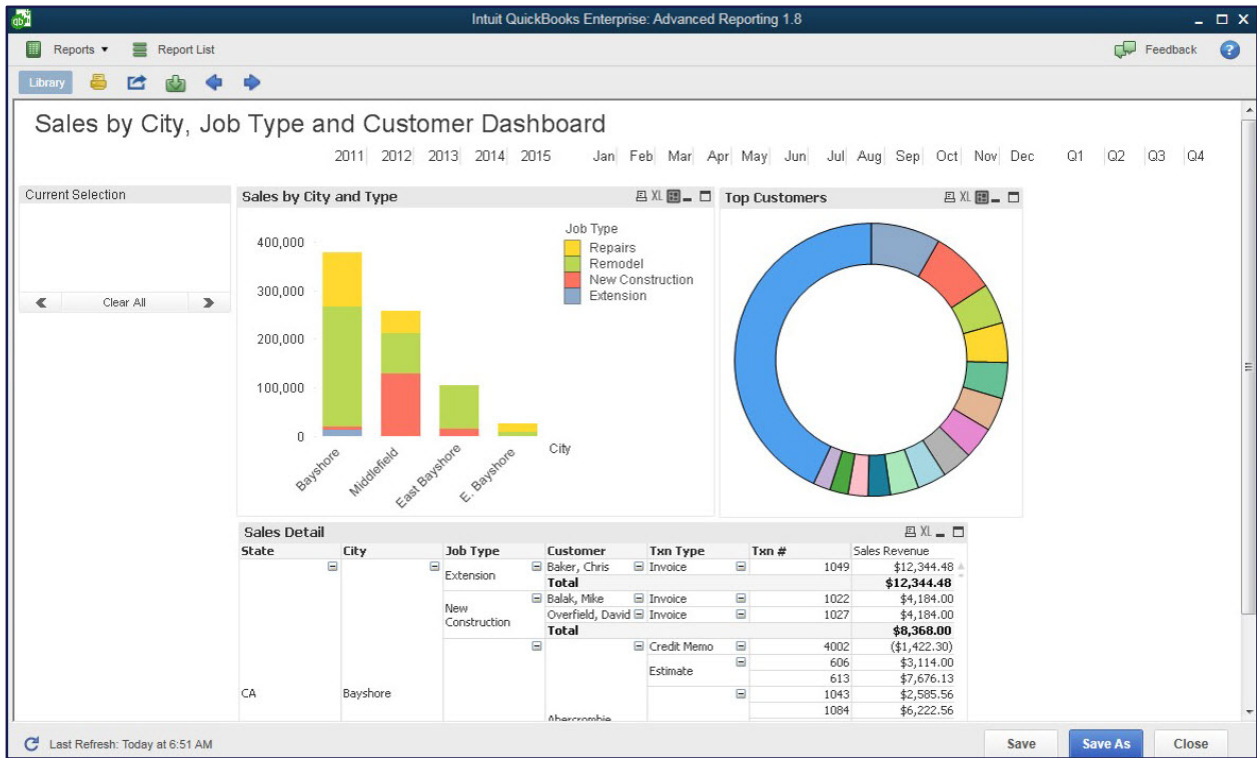 qb
Intuit QuickBooks Enterprise: Advanced Reporting 1.8
Reports
Report List
Feedback
?
Library
Sales by City, Job Type and Customer Dashboard
2011 2012 2013 2014 2015 Jan Feb Mar Apr May Jun Jul Aug Sep Oct Nov Dec Q1 Q2 Q3 Q4
Current Selection
Clear All
Sales by City and Type XL
Job Type
Repairs
Remodel
New Construction
Extension
400,000
300,000
200,000
100,000
0
Bayshore
Middlefield
East Bayshore
E. Bayshore
City
Top Customers XL
Sales Detail XL
State City Job Type Customer Txn Type Txn # Sales Revenue
Extension Baker, Chris Invoice 1049 $12,344.48
Total $12,344.48
New Construction Balak, Mike Invoice 1022 $4,184.00
Overfield, David Invoice 1027 $4,184.00
Total $8,368.00
Credit Memo 4002 ($1,422.30)
Estimate 606 $3,114.00
613 $7,676.13
CA Bayshore 1043 $2,585.56
1084 $6,222.56
Abercrombie
Last Refresh: Today at 6:51 AM
Save
Save As
Close